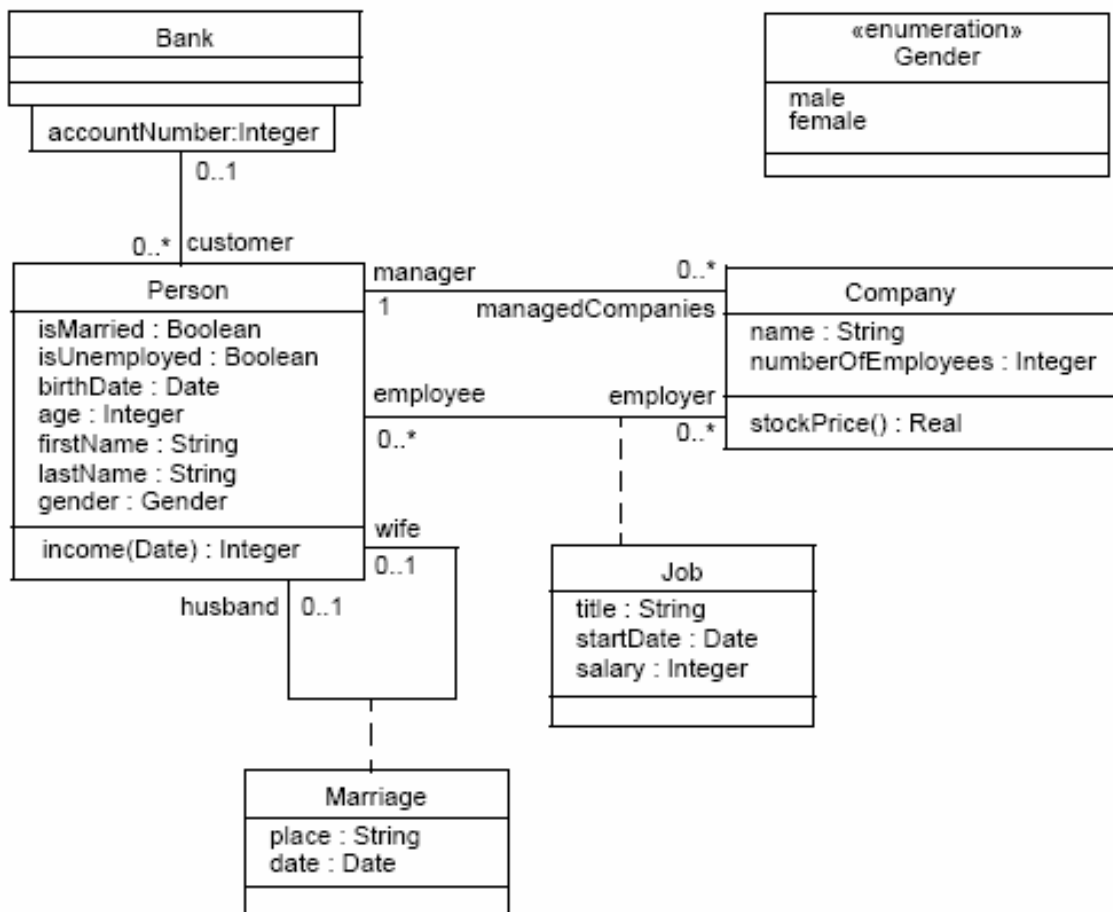 Bank
accountNumber:Integer
0..1
0..*
customer
«enumeration»
Gender
male
female
Person
isMarried : Boolean
isUnemployed : Boolean
birthDate : Date
age : Integer
firstName : String
lastName : String
gender : Gender
income(Date) : Integer
manager
0..*
1
managedCompanies
employee
employer
0..*
0..*
Company
name : String
numberOfEmployees : Integer
stockPrice() : Real
wife
0..1
husband
0..1
Job
title : String
startDate : Date
salary : Integer
Marriage
place : String
date : Date